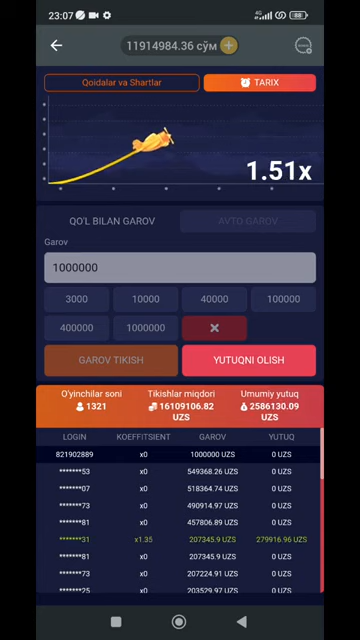 23:07
4G
88
11914984.36 сўм
Qoidalar va Shartlar
TARIX
1.51x
QO'L BILAN GAROV
AVTO GAROV
Garov
1000000
3000
10000
40000
100000
400000
1000000
GAROV TIKISH
YUTUQNI OLISH
O'yinchilar soni
1321
Tikishlar miqdori
16109106.82
UZS
Umumiy yutuq
2586130.09
UZS
LOGIN KOEFFITSIENT GAROV YUTUQ
821902889 x0 1000000 UZS 0 UZS
*******53 x0 549368.26 UZS 0 UZS
*******07 x0 518364.74 UZS 0 UZS
*******73 x0 490914.97 UZS 0 UZS
*******81 x0 457806.89 UZS 0 UZS
*******31 x1.35 207345.9 UZS 279916.96 UZS
*******81 x0 207345.9 UZS 0 UZS
*******73 x0 207224.91 UZS 0 UZS
*******25 x0 203529.97 UZS 0 UZS